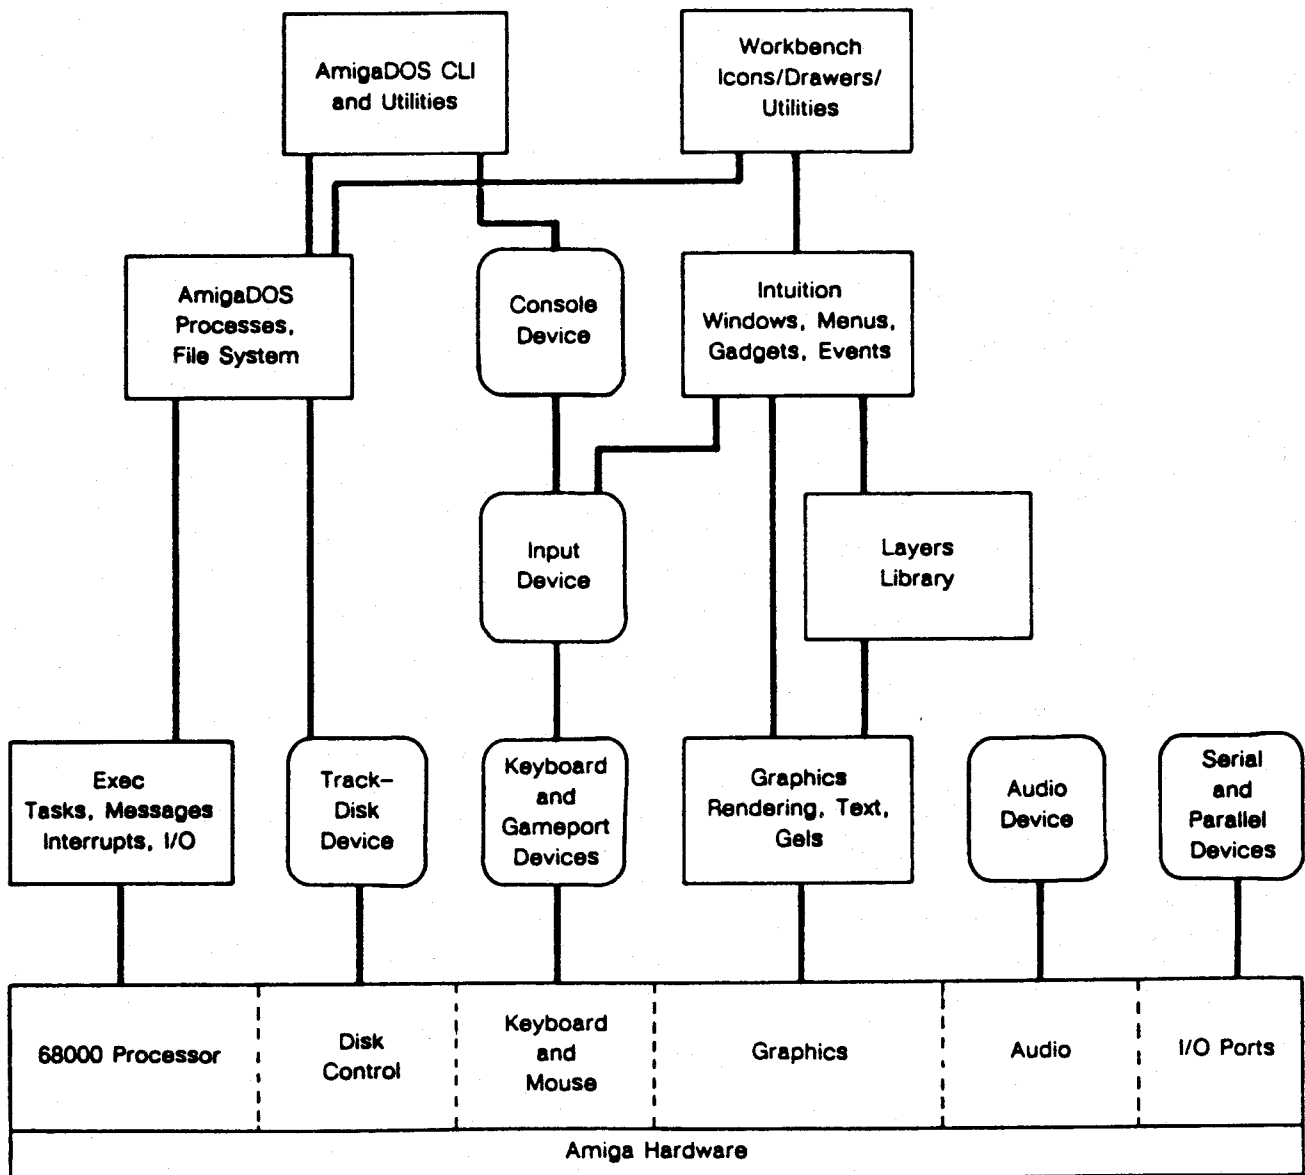 AmigaDOS CLI
and Utilities
Workbench
Icons/Drawers/
Utilities
AmigaDOS
Processes,
File System
Console
Device
Intuition
Windows, Menus,
Gadgets, Events
Input
Device
Layers
Library
Exec
Tasks, Messages
Interrupts, I/O
Track-
Disk
Device
Keyboard
and
Gameport
Devices
Graphics
Rendering, Text,
Gels
Audio
Device
Serial
and
Parallel
Devices
68000 Processor
Disk
Control
Keyboard
and
Mouse
Graphics
Audio
I/O Ports
Amiga Hardware